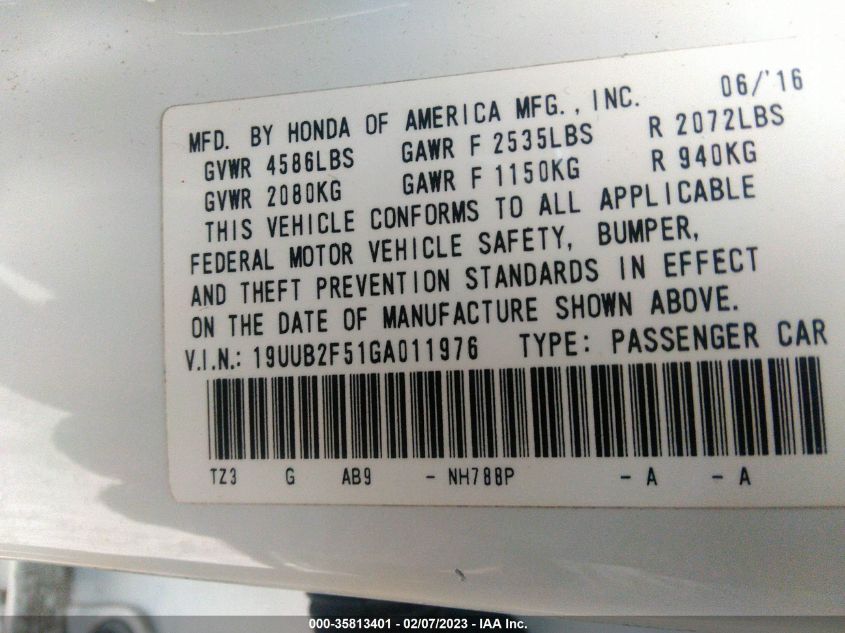 MFD. BY HONDA OF AMERICA MFG., INC. 06/'16
GVWR 4586LBS GAWR F 2535LBS R 2072LBS
GVWR 2080KG GAWR F 1150KG R 940KG
THIS VEHICLE CONFORMS TO ALL APPLICABLE
FEDERAL MOTOR VEHICLE SAFETY, BUMPER,
AND THEFT PREVENTION STANDARDS IN EFFECT
ON THE DATE OF MANUFACTURE SHOWN ABOVE.
V.I.N.: 19UUB2F51GA011976 TYPE: PASSENGER CAR
TZ3 G AB9 - NH788P - A - A
000-35813401 - 02/07/2023 - IAA Inc.